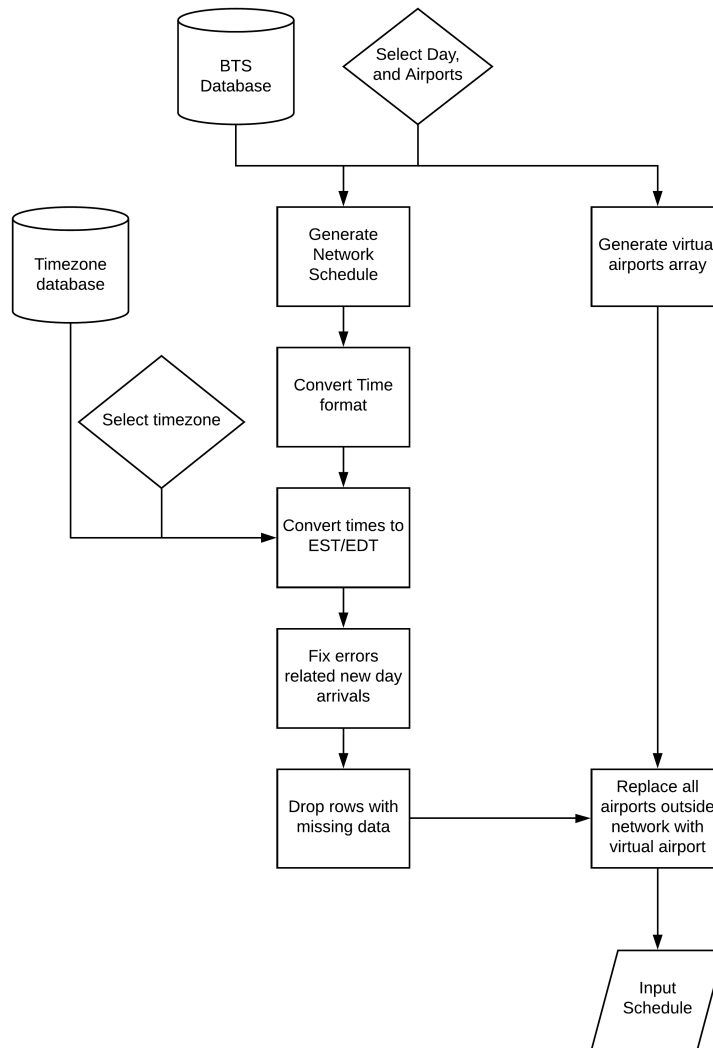 BTS
Database
Select Day,
and Airports
Timezone
database
Generate
Network
Schedule
Generate virtual
airports array
Convert Time
format
Select timezone
Convert times to
EST/EDT
Fix errors
related new day
arrivals
Drop rows with
missing data
Replace all
airports outside
network with
virtual airport
Input
Schedule